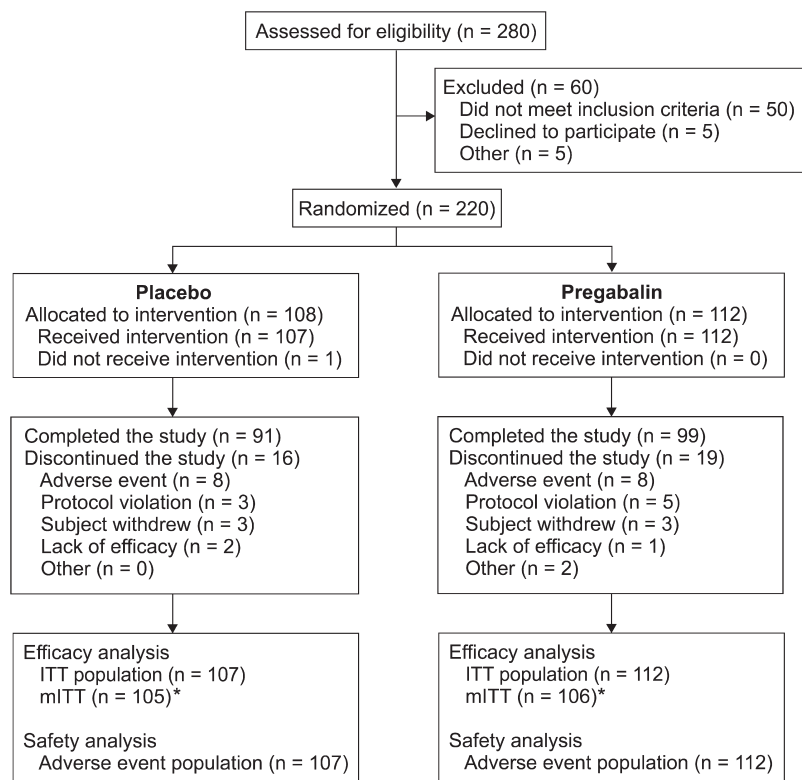 Assessed for eligibility (n = 280)
Excluded (n = 60)
Did not meet inclusion criteria (n = 50)
Declined to participate (n = 5)
Other (n = 5)
Randomized (n = 220)
Placebo
Allocated to intervention (n = 108)
Received intervention (n = 107)
Did not receive intervention (n = 1)
Pregabalin
Allocated to intervention (n = 112)
Received intervention (n = 112)
Did not receive intervention (n = 0)
Completed the study (n = 91)
Discontinued the study (n = 16)
Adverse event (n = 8)
Protocol violation (n = 3)
Subject withdrew (n = 3)
Lack of efficacy (n = 2)
Other (n = 0)
Completed the study (n = 99)
Discontinued the study (n = 19)
Adverse event (n = 8)
Protocol violation (n = 5)
Subject withdrew (n = 3)
Lack of efficacy (n = 1)
Other (n = 2)
Efficacy analysis
ITT population (n = 107)
mITT (n = 105)*
Safety analysis
Adverse event population (n = 107)
Efficacy analysis
ITT population (n = 112)
mITT (n = 106)*
Safety analysis
Adverse event population (n = 112)